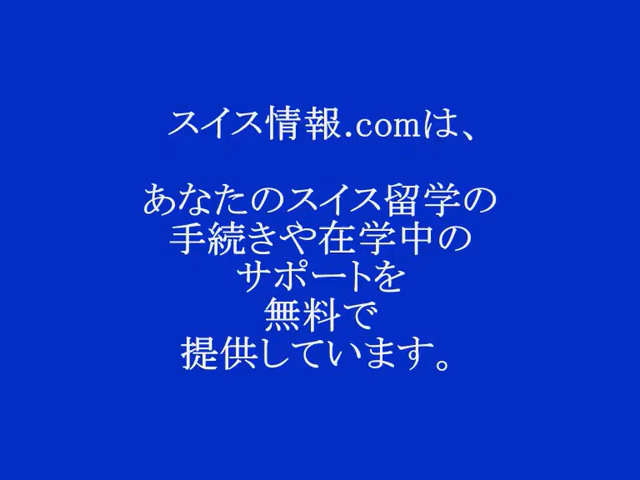 スイス情報.comは、
あなたのスイス留学の
手続きや在学中の
サポートを
無料で
提供しています。